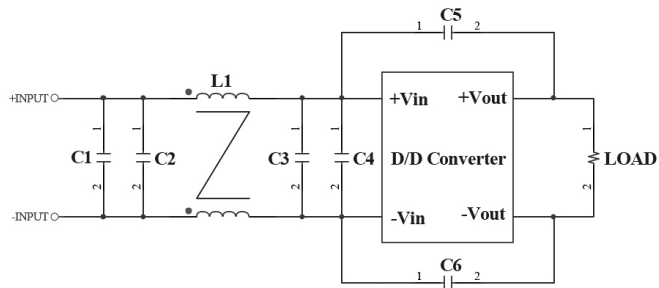 C5
1 2
L1
+INPUT
+Vin +Vout
1 1 1 1 1
C1 C2 C3 C4 D/D Converter LOAD
2 2 2 2 2
-INPUT
-Vin -Vout
C6
1 2